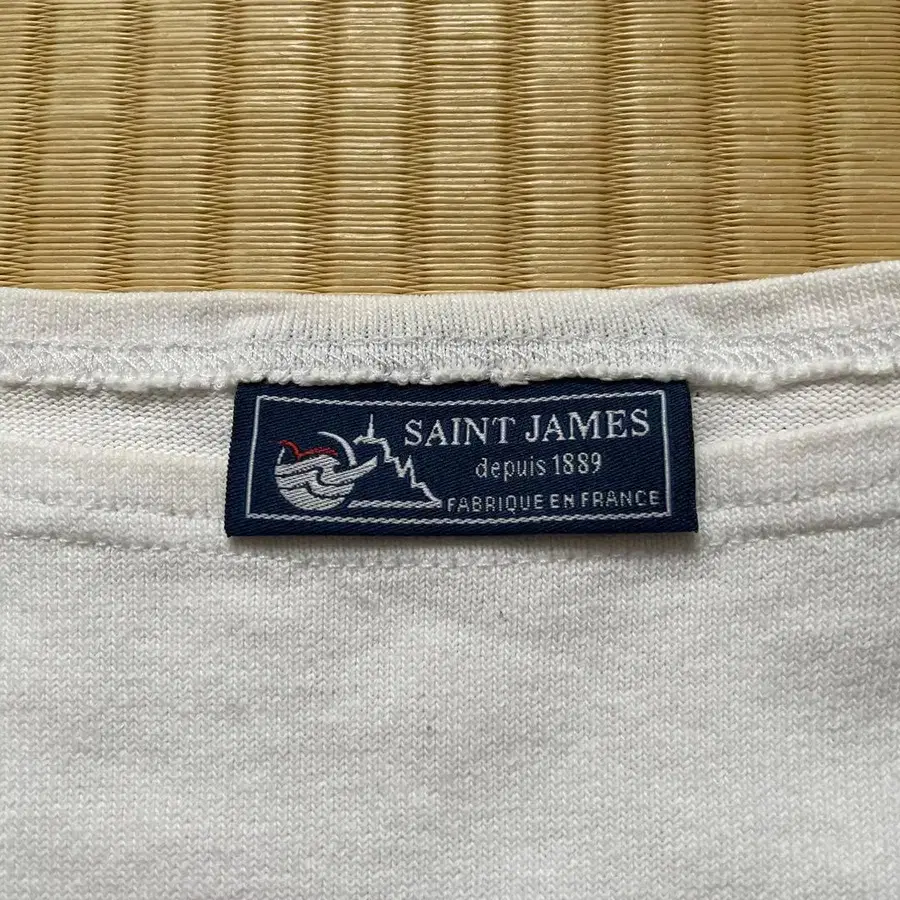 SAINT JAMES
depuis 1889
FABRIQUE EN FRANCE